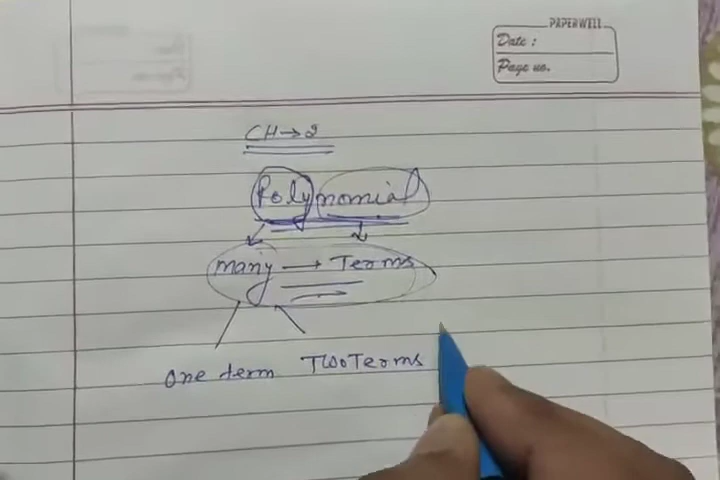 PAPERWELL
Date :
Page no.
CH→2
Polynomial
many → Terms
one term Two Terms